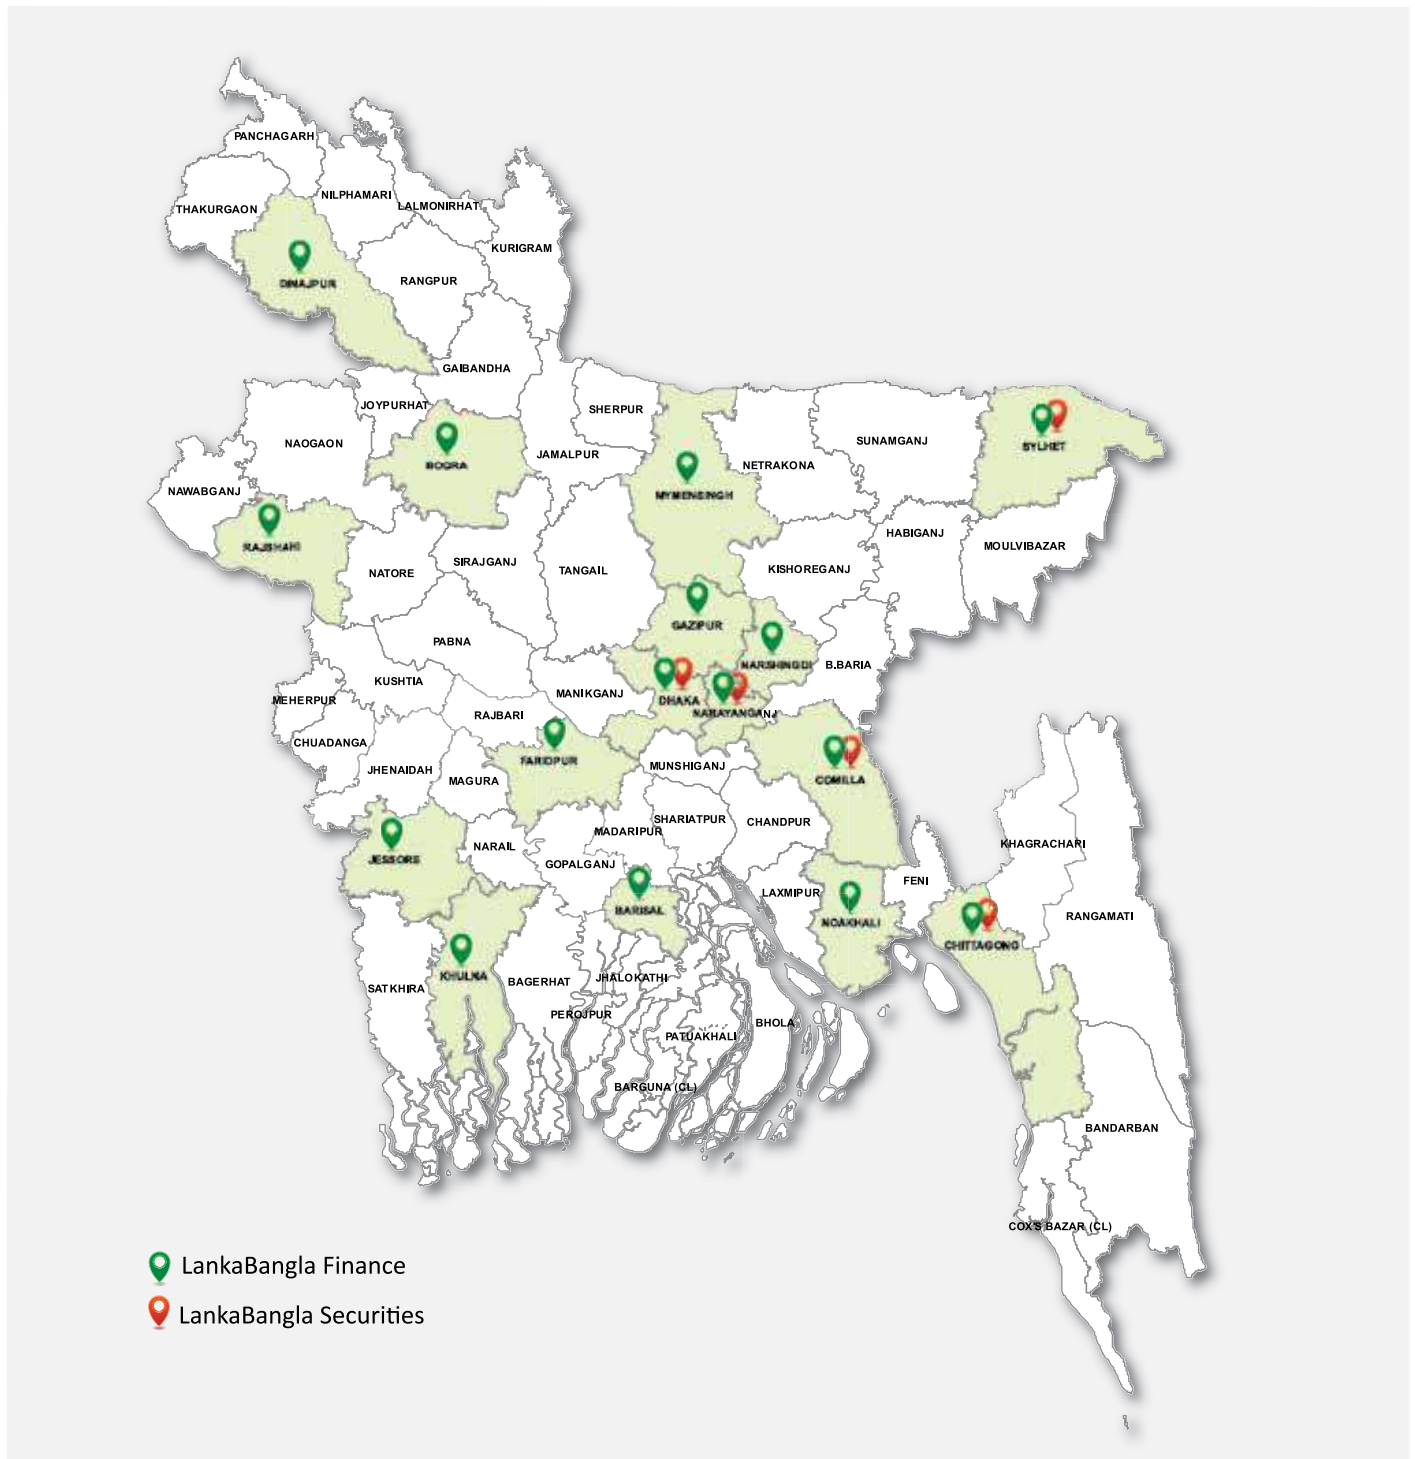 PANCHAGARH
NILPHAMARI
LALMONIRHAT
THAKURGAON
KURIGRAM
DINAJPUR
RANGPUR
GAIBANDHA
JOYPURHAT
SHERPUR
NAOGAON
SUNAMGANJ
SYLHET
JAMALPUR
BOGRA
NETRAKONA
NAWABGANJ
MYMENSINGH
HABIGANJ
RAJSHAHI
MOULVIBAZAR
SIRAJGANJ
NATORE
TANGAIL
KISHOREGANJ
GAZIPUR
PABNA
NARSHINGDI
B.BARIA
KUSHTIA
MANIKGANJ
MEHERPUR
DHAKA
RAJBARI
NARAYANGANJ
CHUADANGA
FARIDPUR
JHENAIDAH
MUNSHIGANJ
MAGURA
COMILLA
SHARIATPUR
CHANDPUR
MADARIPUR
NARAIL
KHAGRACHARI
JESSORE
GOPALGANJ
FENI
LAXMIPUR
BARISAL
RANGAMATI
NOAKHALI
CHITTAGONG
KHULNA
JHALOKATHI
BAGERHAT
SATKHIRA
PEROJPUR
BHOLA
PATUAKHALI
BARGUNA (CL)
BANDARBAN
COX'S BAZAR (CL)
LankaBangla Finance
LankaBangla Securities